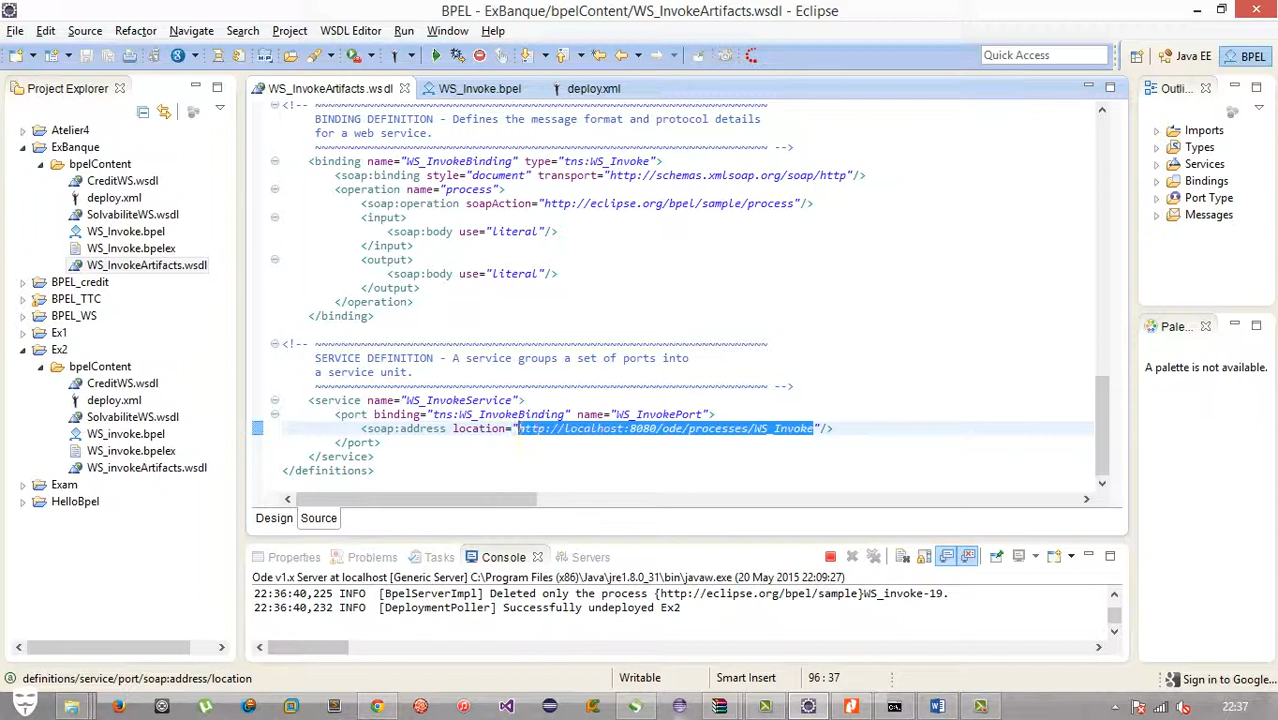 BPEL - ExBanque/bpelContent/WS_InvokeArtifacts.wsdl - Eclipse
File Edit Source Refactor Navigate Search Project WSDL Editor Run Window Help
Quick Access
Java EE
BPEL
Project Explorer
Atelier4
ExBanque
bpelContent
CreditWS.wsdl
deploy.xml
SolvabiliteWS.wsdl
WS_Invoke.bpel
WS_Invoke.bpelex
WS_InvokeArtifacts.wsdl
BPEL_credit
BPEL_TTC
BPEL_WS
Ex1
Ex2
bpelContent
CreditWS.wsdl
deploy.xml
SolvabiliteWS.wsdl
WS_invoke.bpel
WS_invoke.bpelex
WS_invokeArtifacts.wsdl
Exam
HelloBpel
WS_InvokeArtifacts.wsdl
WS_Invoke.bpel
deploy.xml
<!-- ~~~~~~~~~~~~~~~~~~~~~~~~~~~~~~~~~~~~~~~~~~~~~~~~~~~~~~~~~~~~~~~~~~~~~
BINDING DEFINITION - Defines the message format and protocol details
for a web service.
~~~~~~~~~~~~~~~~~~~~~~~~~~~~~~~~~~~~~~~~~~~~~~~~~~~~~~~~~~~~~~~~~~~~~ -->
<binding name="WS_InvokeBinding" type="tns:WS_Invoke">
<soap:binding style="document" transport="http://schemas.xmlsoap.org/soap/http"/>
<operation name="process">
<soap:operation soapAction="http://eclipse.org/bpel/sample/process"/>
<input>
<soap:body use="literal"/>
</input>
<output>
<soap:body use="literal"/>
</output>
</operation>
</binding>
<!-- ~~~~~~~~~~~~~~~~~~~~~~~~~~~~~~~~~~~~~~~~~~~~~~~~~~~~~~~~~~~~~~~~~~~~~
SERVICE DEFINITION - A service groups a set of ports into
a service unit.
~~~~~~~~~~~~~~~~~~~~~~~~~~~~~~~~~~~~~~~~~~~~~~~~~~~~~~~~~~~~~~~~~~~~~ -->
<service name="WS_InvokeService">
<port binding="tns:WS_InvokeBinding" name="WS_InvokePort">
<soap:address location="http://localhost:8080/ode/processes/WS_Invoke"/>
</port>
</service>
</definitions>
Design
Source
Outli...
Imports
Types
Services
Bindings
Port Type
Messages
Pale...
A palette is not available.
Properties
Problems
Tasks
Console
Servers
Ode v1.x Server at localhost [Generic Server] C:\Program Files (x86)\Java\jre1.8.0_31\bin\javaw.exe (20 May 2015 22:09:27)
22:36:40,225 INFO [BpelServerImpl] Deleted only the process {http://eclipse.org/bpel/sample}WS_invoke-19.
22:36:40,232 INFO [DeploymentPoller] Successfully undeployed Ex2
definitions/service/port/soap:address/location
Writable
Smart Insert
96 : 37
Sign in to Google...
22:37